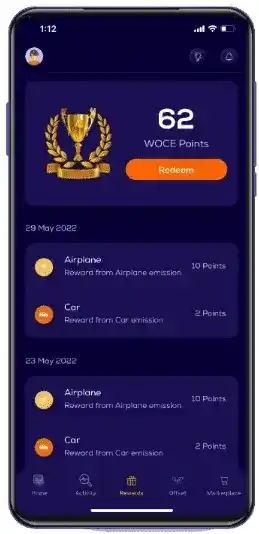 1:12
62
WOCE Points
Redeem
29 May 2022
Airplane
Reward from Airplane emission
10 Points
Car
Reward from Car emission
2 Points
23 May 2022
Airplane
Reward from Airplane emission
10 Points
Car
Reward from Car emission
2 Points
Home Activity Rewards Offset Marketplace